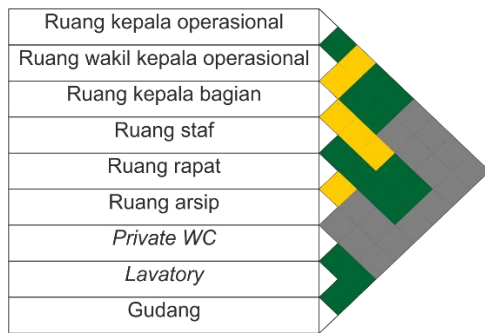 Ruang kepala operasional
Ruang wakil kepala operasional
Ruang kepala bagian
Ruang staf
Ruang rapat
Ruang arsip
Private WC
Lavatory
Gudang